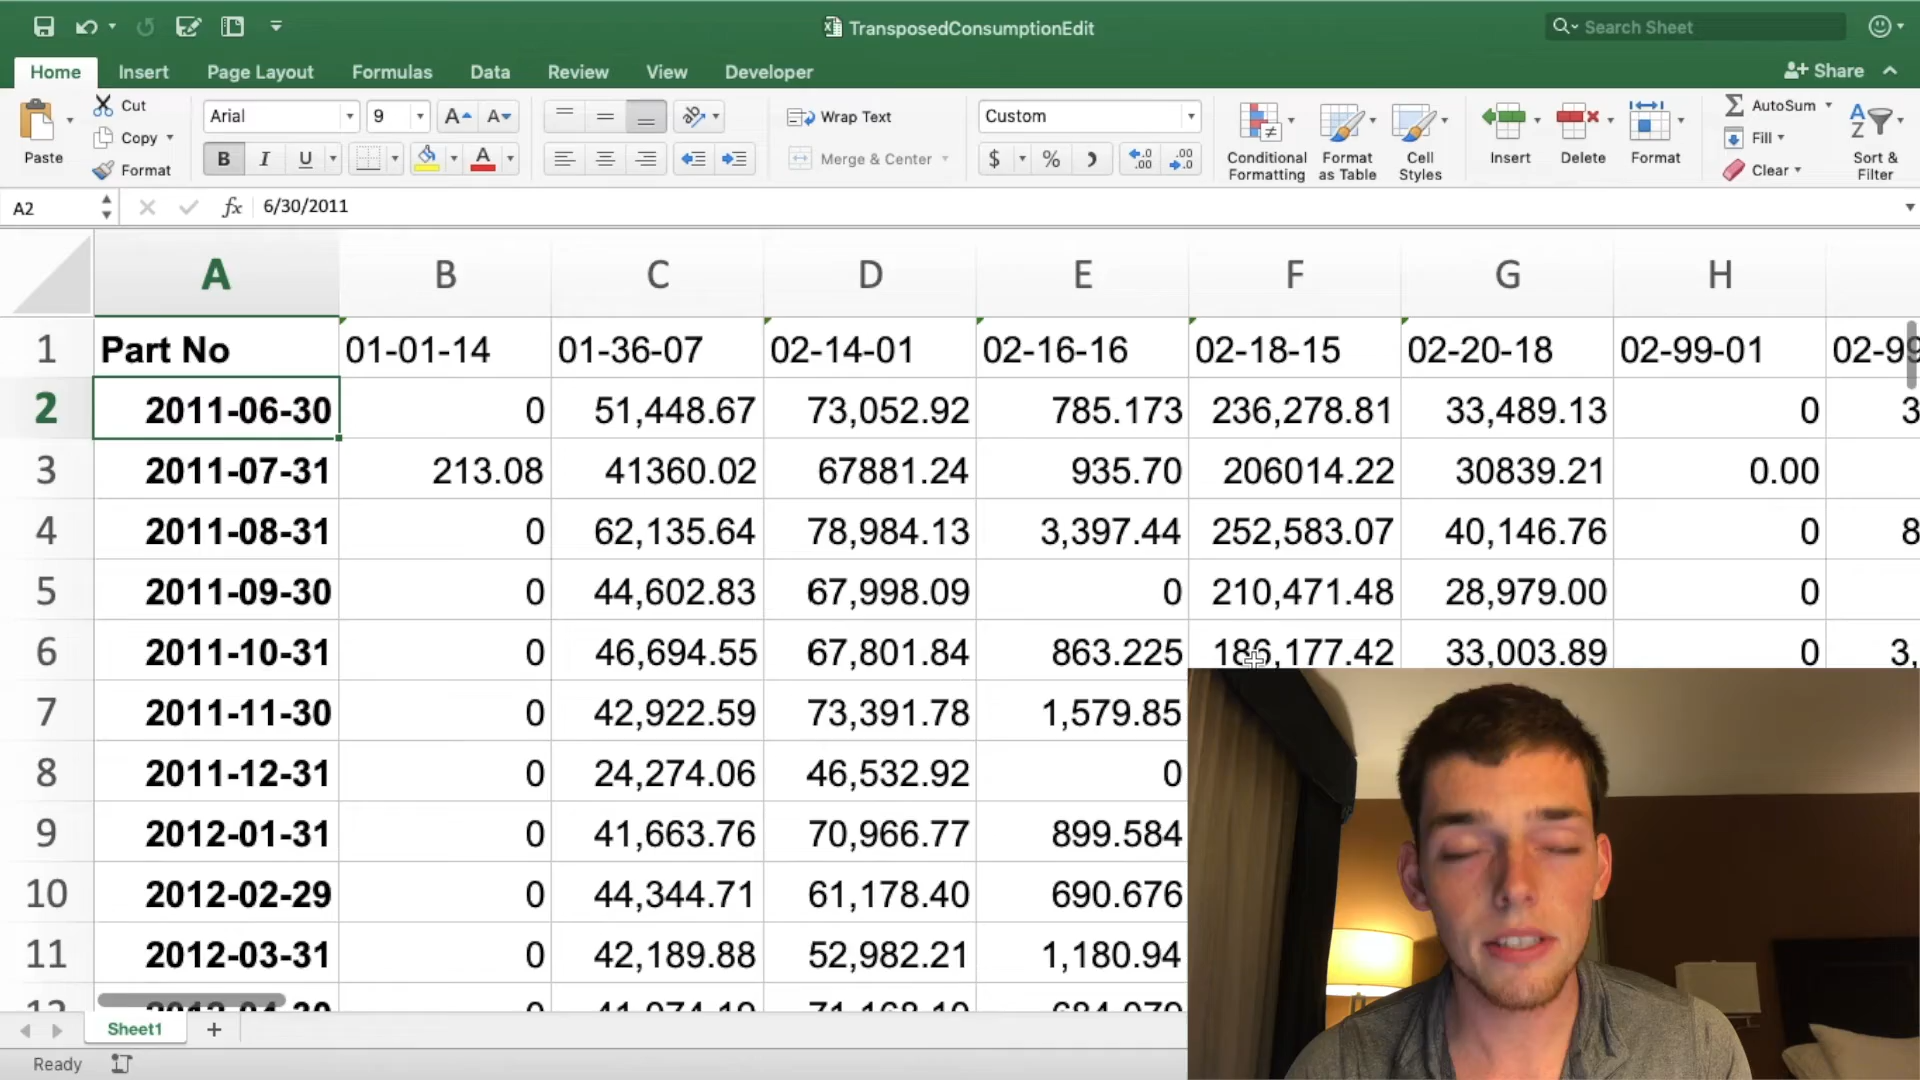 TransposedConsumptionEdit
Search Sheet
Home Insert Page Layout Formulas Data Review View Developer
Share
Paste
Cut
Copy
Format
Arial 9
B I U
Wrap Text
Merge & Center
Custom
$ %
Conditional Formatting
Format as Table
Cell Styles
Insert
Delete
Format
AutoSum
Fill
Clear
Sort & Filter
A2 fx 6/30/2011
A B C D E F G H
1 Part No 01-01-14 01-36-07 02-14-01 02-16-16 02-18-15 02-20-18 02-99-01 02-99
2 2011-06-30 0 51,448.67 73,052.92 785.173 236,278.81 33,489.13 0 3
3 2011-07-31 213.08 41360.02 67881.24 935.70 206014.22 30839.21 0.00
4 2011-08-31 0 62,135.64 78,984.13 3,397.44 252,583.07 40,146.76 0 8
5 2011-09-30 0 44,602.83 67,998.09 0 210,471.48 28,979.00 0
6 2011-10-31 0 46,694.55 67,801.84 863.225 186,177.42 33,003.89 0 3,
7 2011-11-30 0 42,922.59 73,391.78 1,579.85
8 2011-12-31 0 24,274.06 46,532.92 0
9 2012-01-31 0 41,663.76 70,966.77 899.584
10 2012-02-29 0 44,344.71 61,178.40 690.676
11 2012-03-31 0 42,189.88 52,982.21 1,180.94
Sheet1 +
Ready